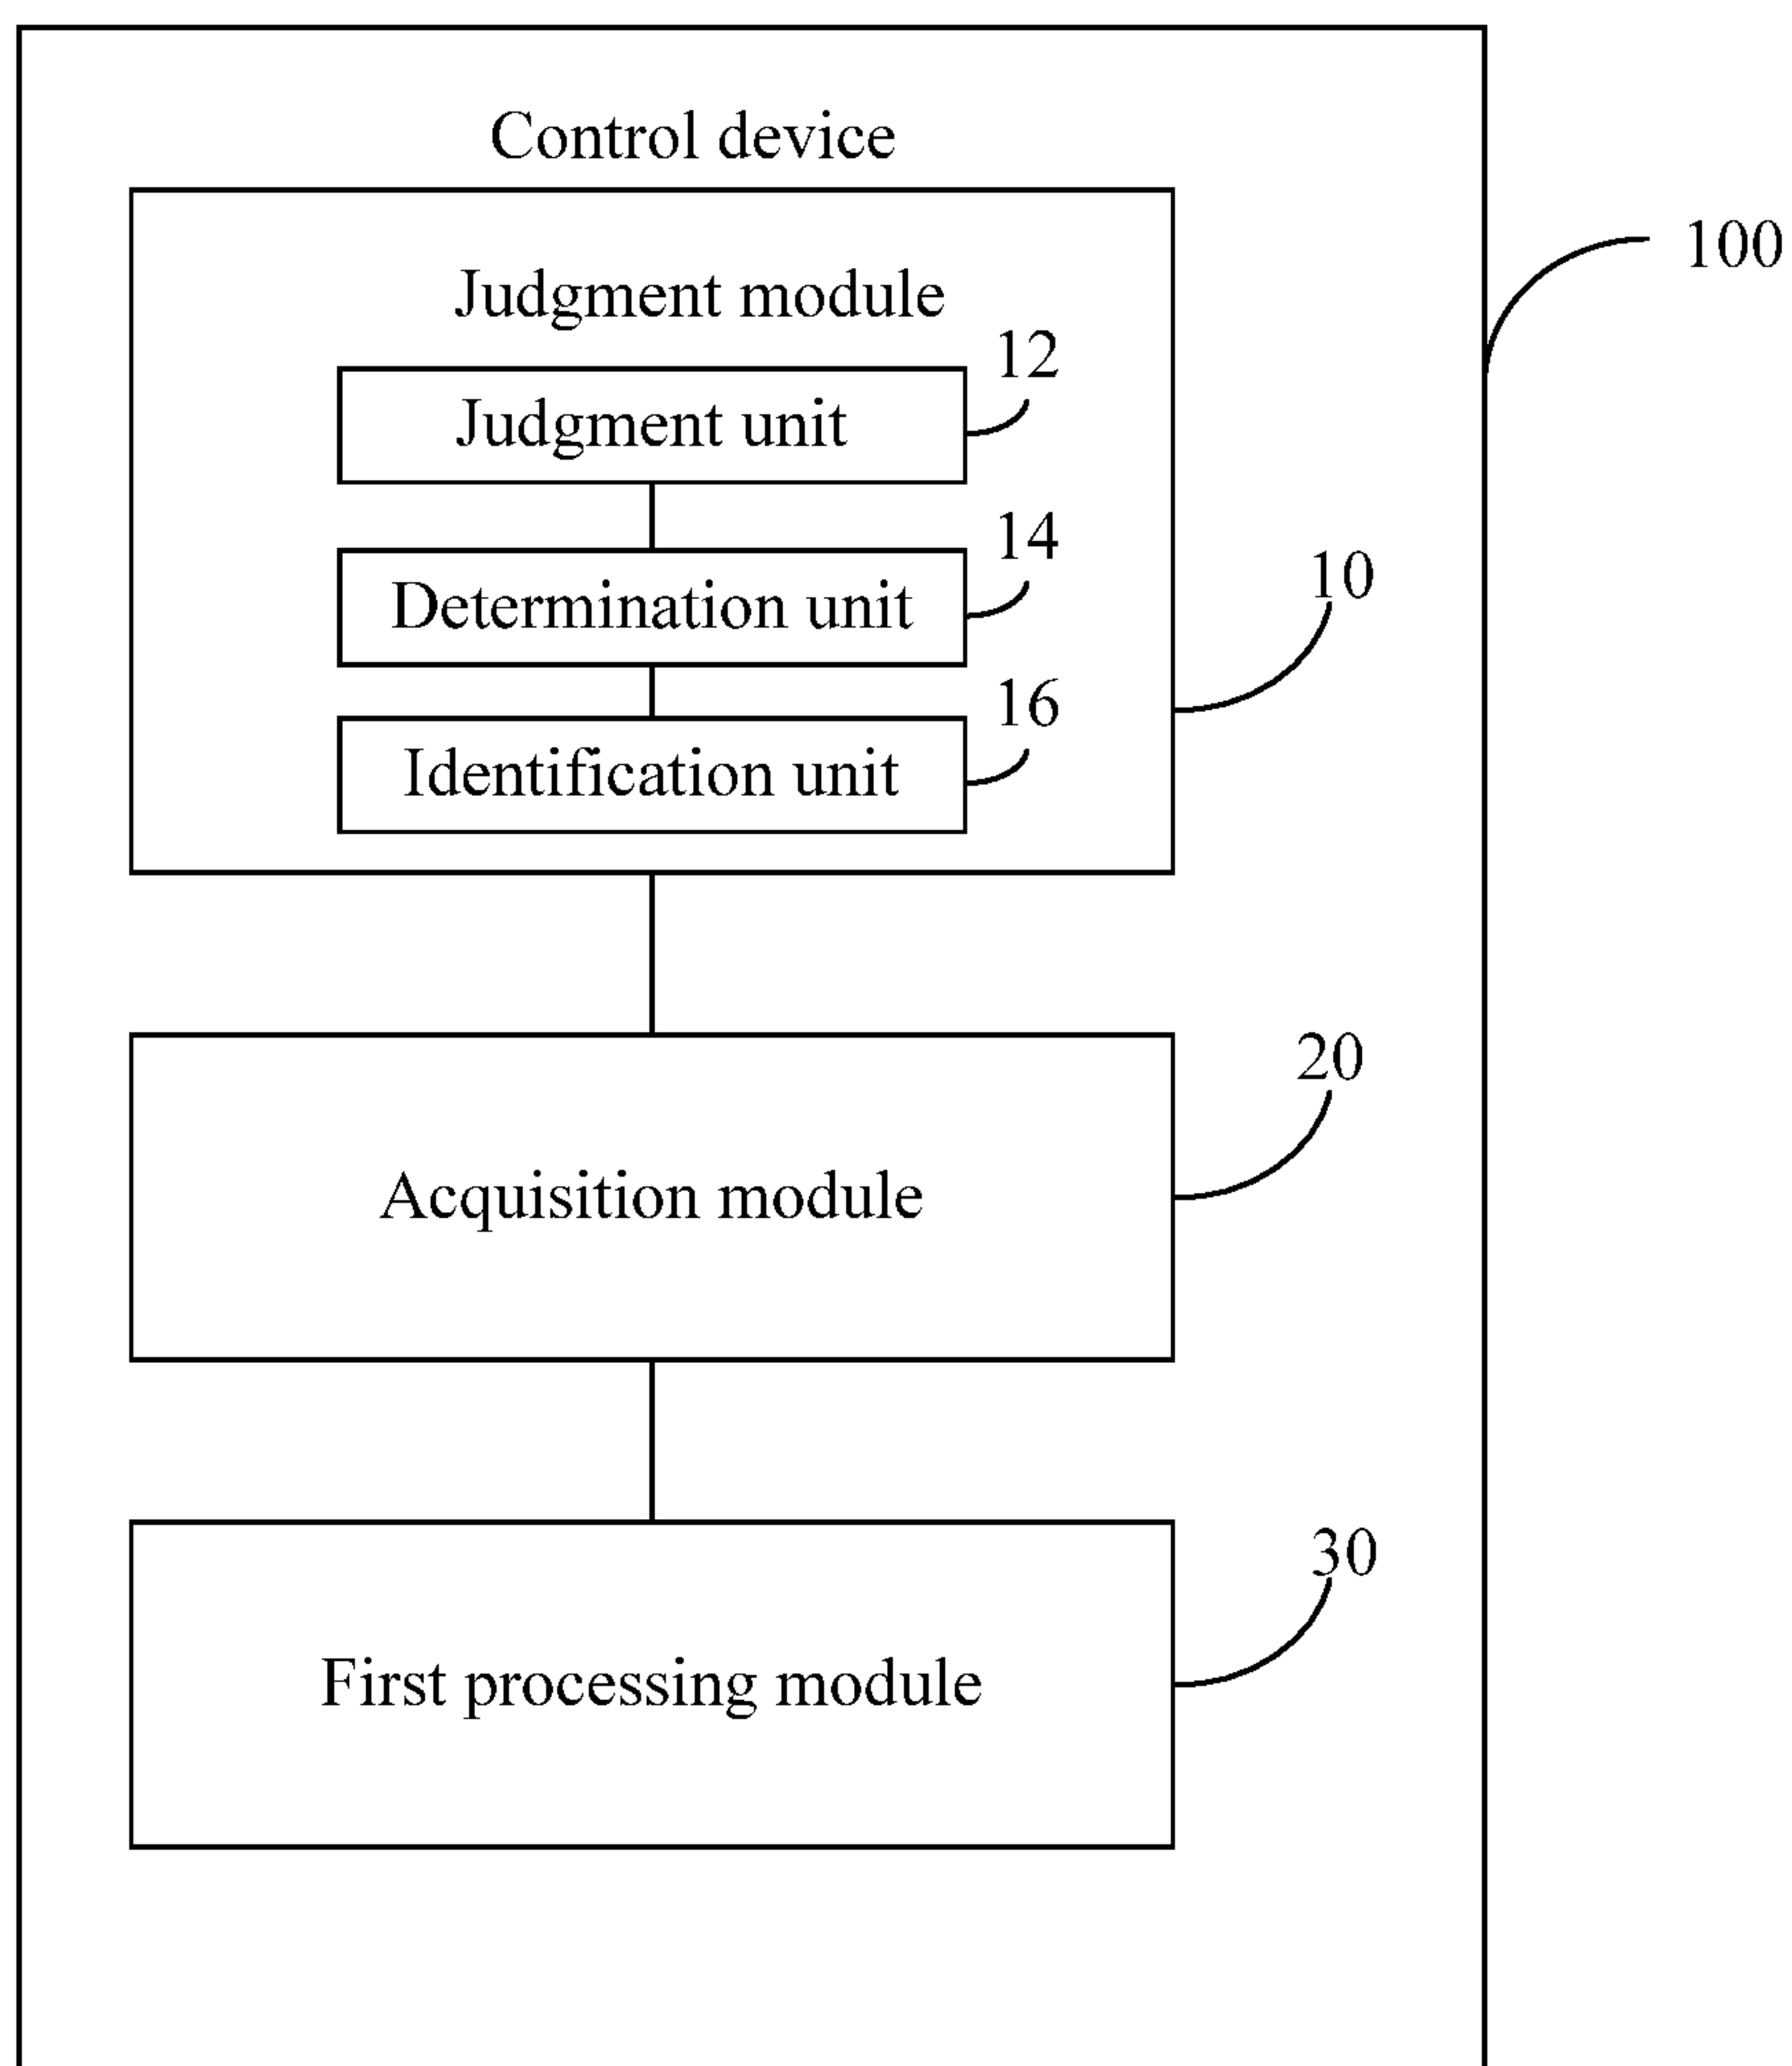 Control device
100
Judgment module
12
Judgment unit
14
Determination unit
10
16
Identification unit
20
Acquisition module
30
First processing module